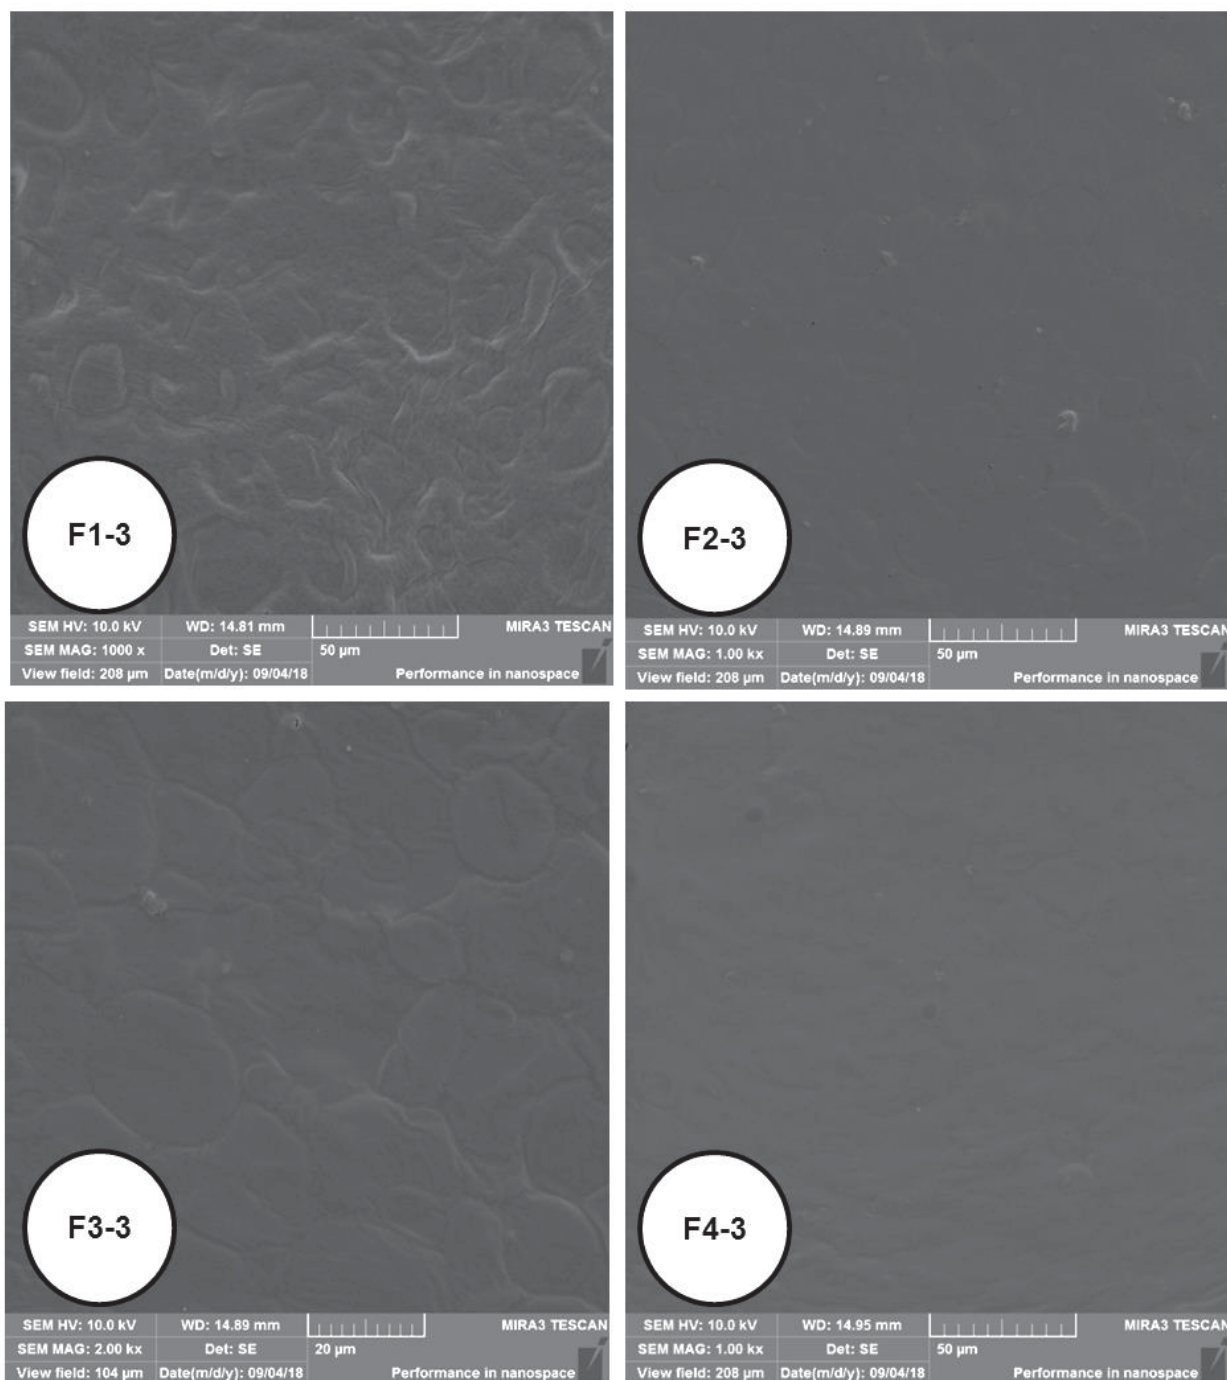 F1-3
SEM HV: 10.0 kV WD: 14.81 mm MIRA3 TESCAN
SEM MAG: 1000 x Det: SE 50 µm
View field: 208 µm Date(m/d/y): 09/04/18 Performance in nanospace
F2-3
SEM HV: 10.0 kV WD: 14.89 mm MIRA3 TESCAN
SEM MAG: 1.00 kx Det: SE 50 µm
View field: 208 µm Date(m/d/y): 09/04/18 Performance in nanospace
F3-3
SEM HV: 10.0 kV WD: 14.89 mm MIRA3 TESCAN
SEM MAG: 2.00 kx Det: SE 20 µm
View field: 104 µm Date(m/d/y): 09/04/18 Performance in nanospace
F4-3
SEM HV: 10.0 kV WD: 14.95 mm MIRA3 TESCAN
SEM MAG: 1.00 kx Det: SE 50 µm
View field: 208 µm Date(m/d/y): 09/04/18 Performance in nanospace